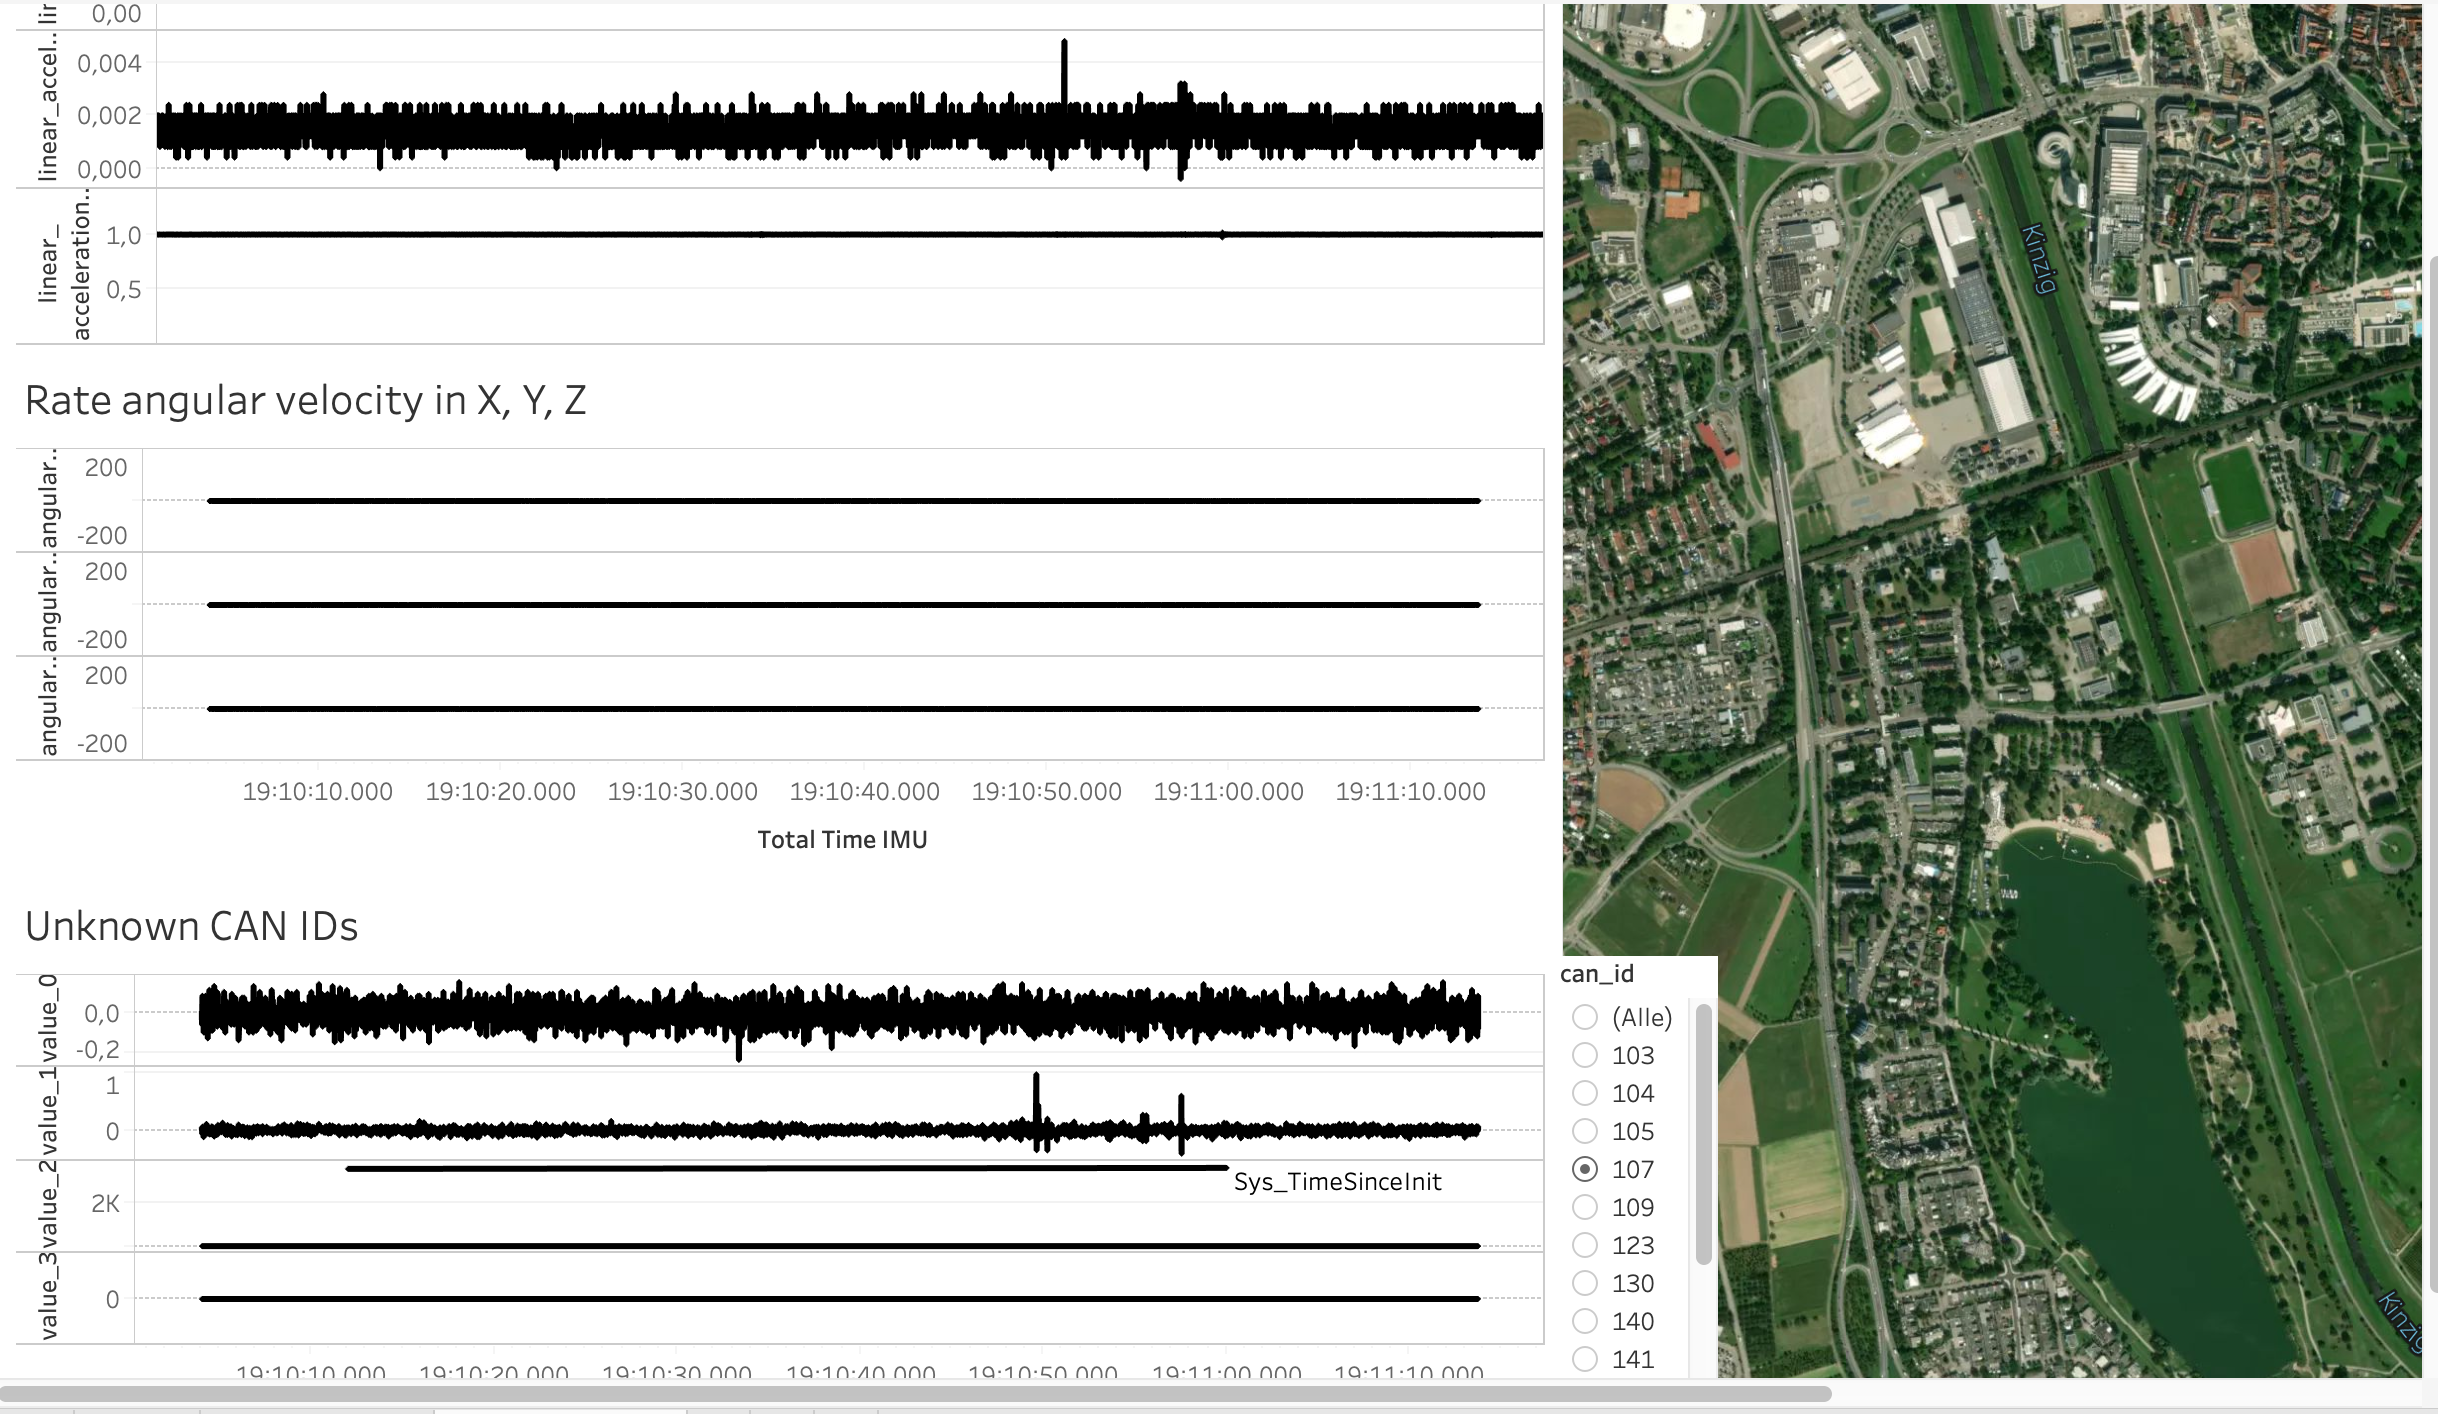 lir
0,00
linear_accel..
0,004
0,002
0,000
linear_
acceleration..
1,0
0,5
Rate angular velocity in X, Y, Z
angular..
200
-200
angular..
200
-200
angular..
200
-200
19:10:10.000 19:10:20.000 19:10:30.000 19:10:40.000 19:10:50.000 19:11:00.000 19:11:10.000
Total Time IMU
Unknown CAN IDs
value_0
0,0
-0,2
value_1
1
0
value_2
Sys_TimeSinceInit
2K
value_3
0
19:10:10.000 19:10:20.000 19:10:30.000 19:10:40.000 19:10:50.000 19:11:00.000 19:11:10.000
Kinzig
Kinzig
can_id
(Alle)
103
104
105
107
109
123
130
140
141